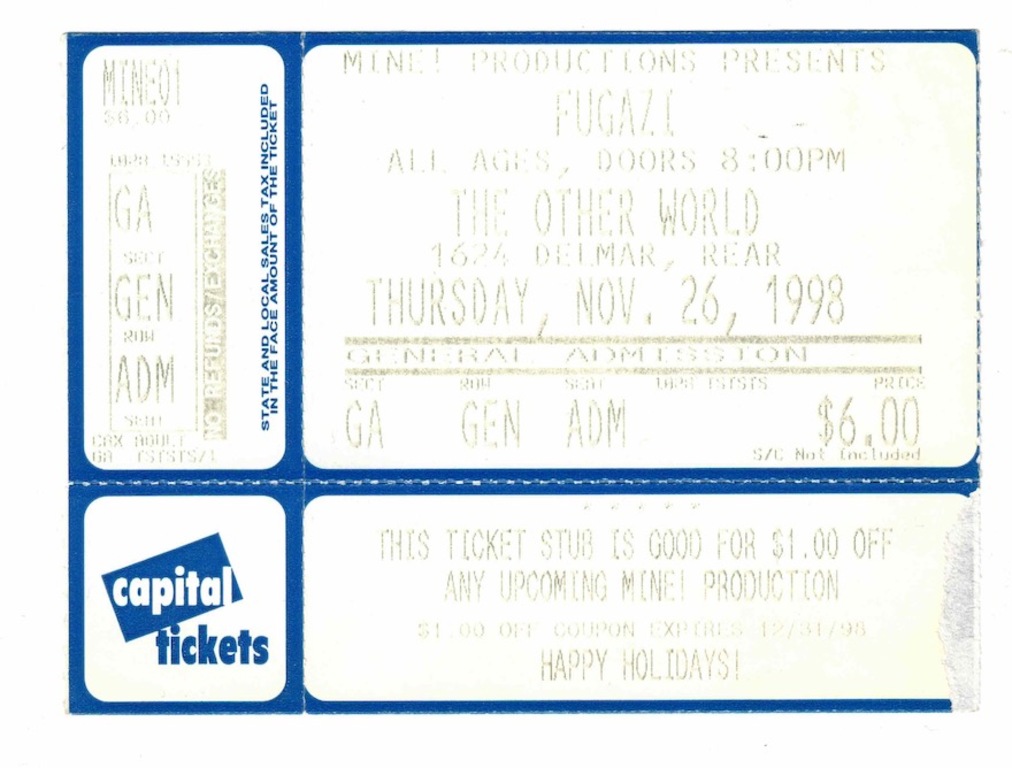 MINE01
$6.00
GA
SECT
GEN
ROW
ADM
SEAT
NO REFUNDS/EXCHANGES
STATE AND LOCAL SALES TAX INCLUDED
IN THE FACE AMOUNT OF THE TICKET
MINE! PRODUCTIONS PRESENTS
FUGAZI
ALL AGES, DOORS 8:00PM
THE OTHER WORLD
1624 DELMAR, REAR
THURSDAY, NOV. 26, 1998
GENERAL ADMISSION
SECT ROW SEAT PRICE
GA GEN ADM $6.00
S/C Not Included
capital
tickets
THIS TICKET STUB IS GOOD FOR $1.00 OFF
ANY UPCOMING MINE! PRODUCTION
$1.00 OFF COUPON EXPIRES 12/31/98
HAPPY HOLIDAYS!